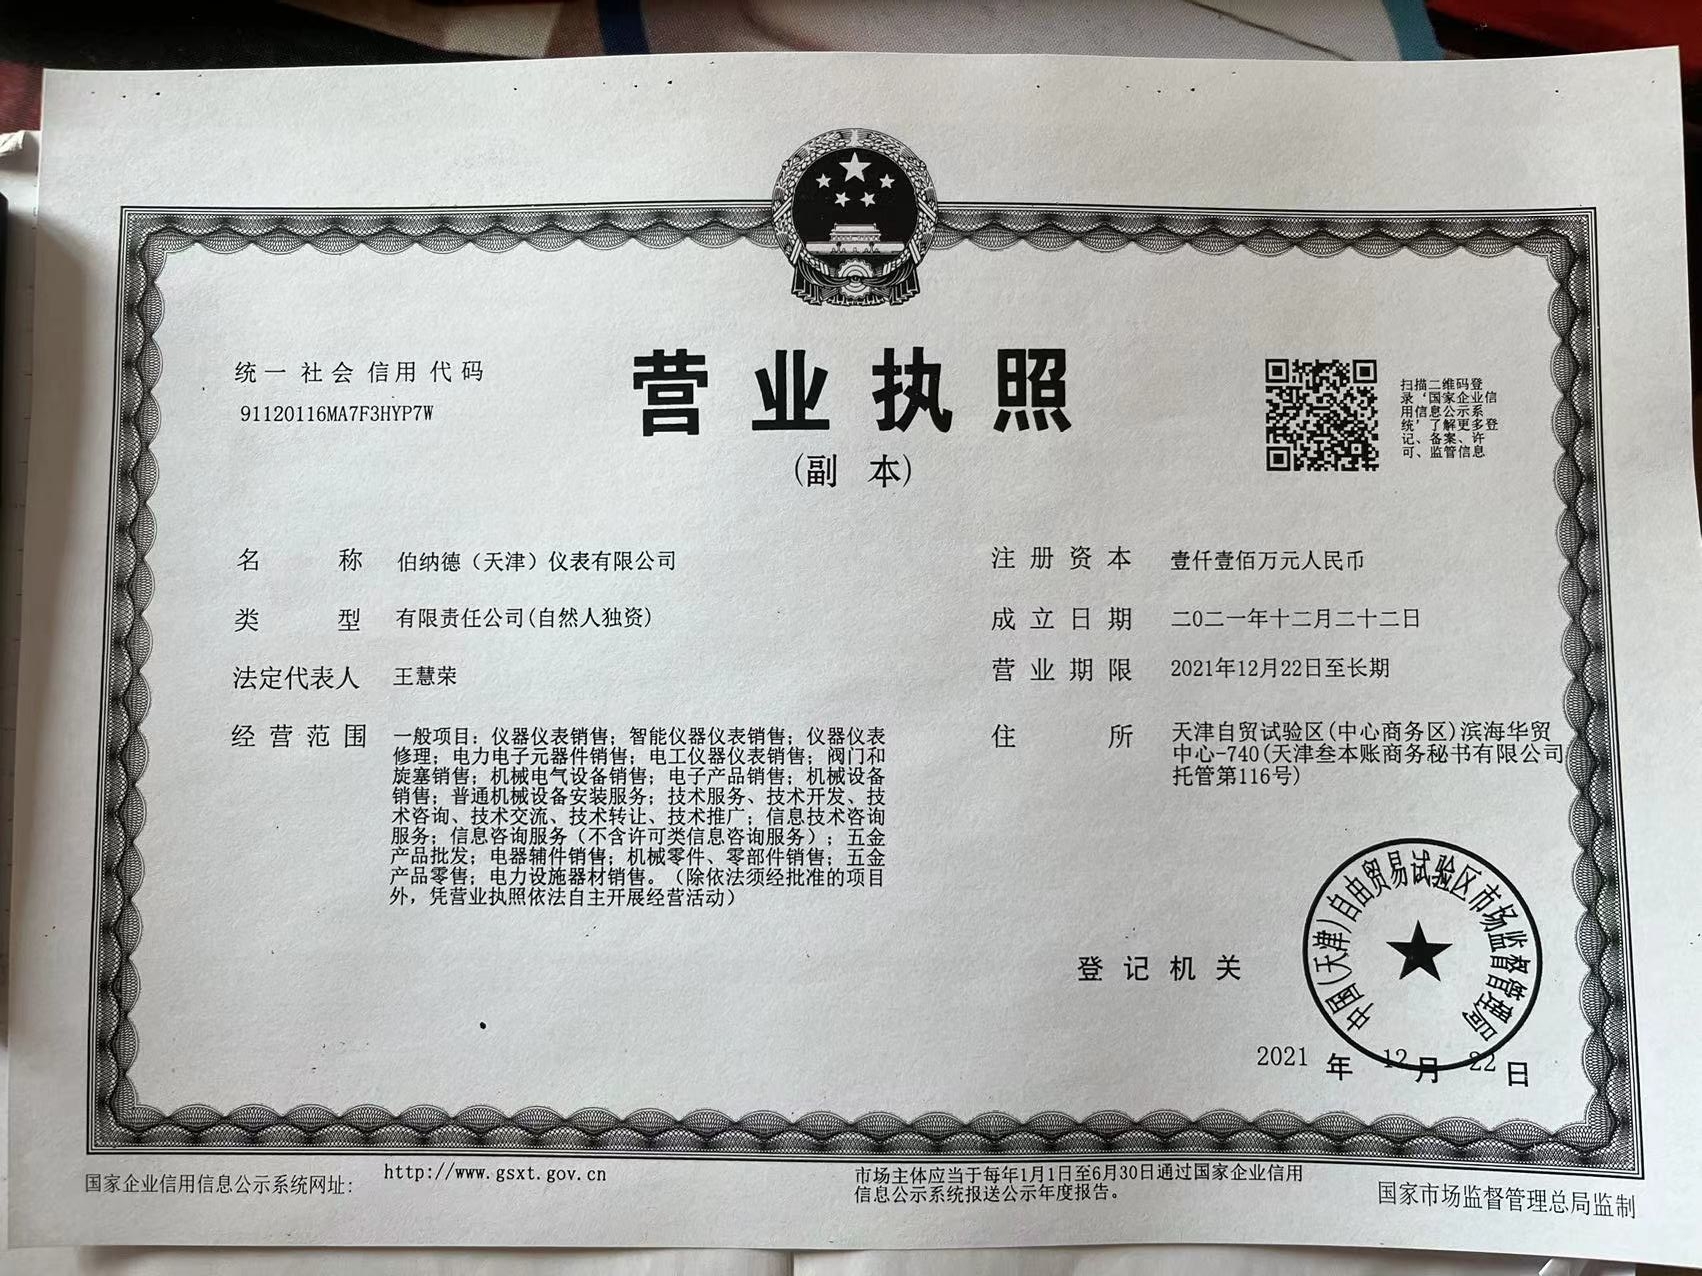 营业执照
(副 本)
统一社会信用代码
91120116MA7F3HYP7W
扫描二维码登
录‘国家企业信
用信息公示系
统’了解更多登
记、备案、许
可、监管信息
名 称 伯纳德（天津）仪表有限公司
类 型 有限责任公司(自然人独资)
法定代表人 王慧荣
经营范围 一般项目：仪器仪表销售；智能仪器仪表销售；仪器仪表
修理；电力电子元器件销售；电工仪器仪表销售；阀门和
旋塞销售；机械电气设备销售；电子产品销售；机械设备
销售；普通机械设备安装服务；技术服务、技术开发、技
术咨询、技术交流、技术转让、技术推广；信息技术咨询
服务；信息咨询服务（不含许可类信息咨询服务）；五金
产品批发；电器辅件销售；机械零件、零部件销售；五金
产品零售；电力设施器材销售。（除依法须经批准的项目
外，凭营业执照依法自主开展经营活动）
注册资本 壹仟壹佰万元人民币
成立日期 二〇二一年十二月二十二日
营业期限 2021年12月22日至长期
住 所 天津自贸试验区(中心商务区)滨海华贸
中心-740(天津叁本账商务秘书有限公司
托管第116号)
登记机关
中国(天津)自由贸易试验区市场监督管理局
2021 年 12 月 22 日
国家企业信用信息公示系统网址: http://www.gsxt.gov.cn
市场主体应当于每年1月1日至6月30日通过国家企业信用
信息公示系统报送公示年度报告。
国家市场监督管理总局监制